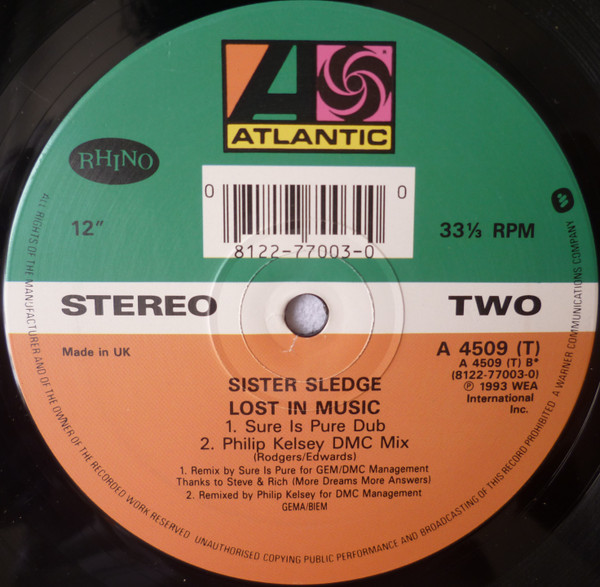 ATLANTIC
RHINO
0 0
8122-77003-0
12"
33⅓ RPM
STEREO
TWO
Made in UK
A 4509 (T)
A 4509 (T) B*
(8122-77003-0)
℗ 1993 WEA
International
Inc.
SISTER SLEDGE
LOST IN MUSIC
1. Sure Is Pure Dub
2. Philip Kelsey DMC Mix
(Rodgers/Edwards)
1. Remix by Sure Is Pure for GEM/DMC Management
Thanks to Steve & Rich (More Dreams More Answers)
2. Remixed by Philip Kelsey for DMC Management
GEMA/BIEM
ALL RIGHTS OF THE MANUFACTURER AND OF THE OWNER OF THE RECORDED WORK RESERVED UNAUTHORISED COPYING PUBLIC PERFORMANCE AND BROADCASTING OF THIS RECORD PROHIBITED A WARNER COMMUNICATIONS COMPANY